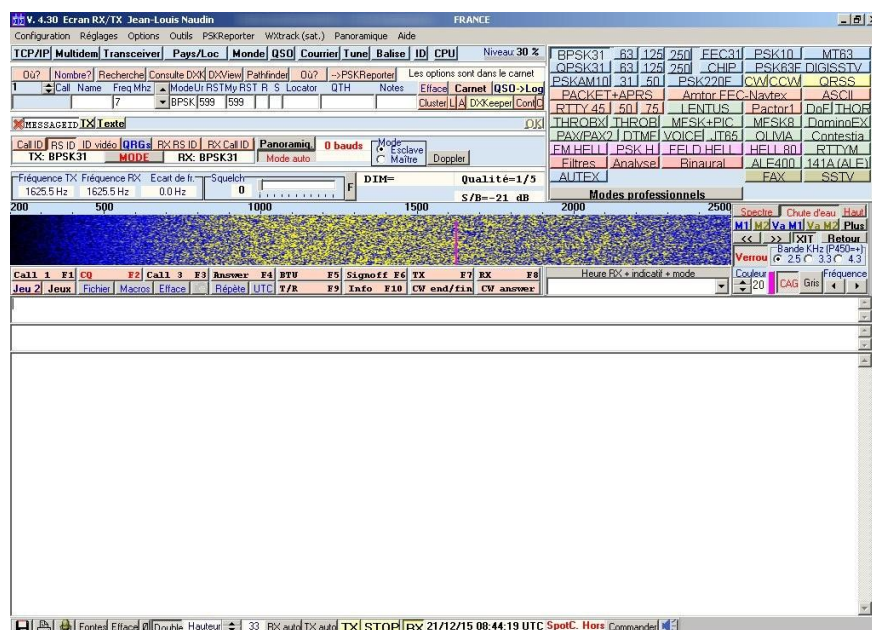 V. 4.30 Ecran RX/TX Jean-Louis Naudin FRANCE
Configuration Réglages Options Outils PSKReporter WXtrack (sat.) Panoramique Aide
TCP/IP Multidem Transceiver Pays/Loc Monde QSO Courrier Tune Balise ID CPU Niveau 30 %
Où? Nombre? Recherche Consulte DXK DXView Pathfinder Où? -->PSKReporter Les options sont dans le carnet
1 Call Name Freq Mhz Mode Ur RST My RST R S Locator QTH Notes Efface Carnet QSO->Log
7 BPSK 599 599 Cluster L A DXKeeper Cont C
MESSAGEID TX Texte OK
Call ID RS ID ID vidéo QRGs RX RS ID RX Call ID Panoramiq. 0 bauds Mode Esclave
TX: BPSK31 MODE RX: BPSK31 Mode auto Maître Doppler
Fréquence TX Fréquence RX Ecart de fr. Squelch DIM= Qualité=1/5
1625.5 Hz 1625.5 Hz 0.0 Hz 0 F S/B=-21 dB
BPSK31 63 125 250 FEC31 PSK10 MT63
QPSK31 63 125 250 CHIP PSK63F DIGISSTV
PSKAM10 31 50 PSK220F CW CCW QRSS
PACKET+APRS Amtor FEC-Navtex ASCII
RTTY 45 50 75 LENTUS Pactor1 DoF THOR
THROBX THROB MFSK+PIC MFSK8 DominoEX
PAX/PAX2 DTMF VOICE JT65 OLIVIA Contestia
FM HELL PSK H FELD HELL HELL 80 RTTYM
Filtres Analyse Binaural ALE400 141A (ALE)
AUTEX FAX SSTV
Modes professionnels
200 500 1000 1500 2000 2500
Spectre Chute d'eau Haut
M1 M2 Va M1 Va M2 Plus
<< >> XIT Retour
Bande KHz (P450=+)
Verrou 2.5 3.3 4.3
Call 1 F1 CQ F2 Call 3 F3 Answer F4 BTU F5 Signoff F6 TX F7 RX F8 Heure RX + indicatif + mode Couleur Fréquence
Jeu 2 Jeux Fichier Macros Efface Répète UTC T/R F9 Info F10 CW end/fin CW answer 20 CAG Gris
Fontes Efface Double Hauteur 33 RX auto TX auto TX STOP RX 21/12/15 08:44:19 UTC SpotC. Hors Commander